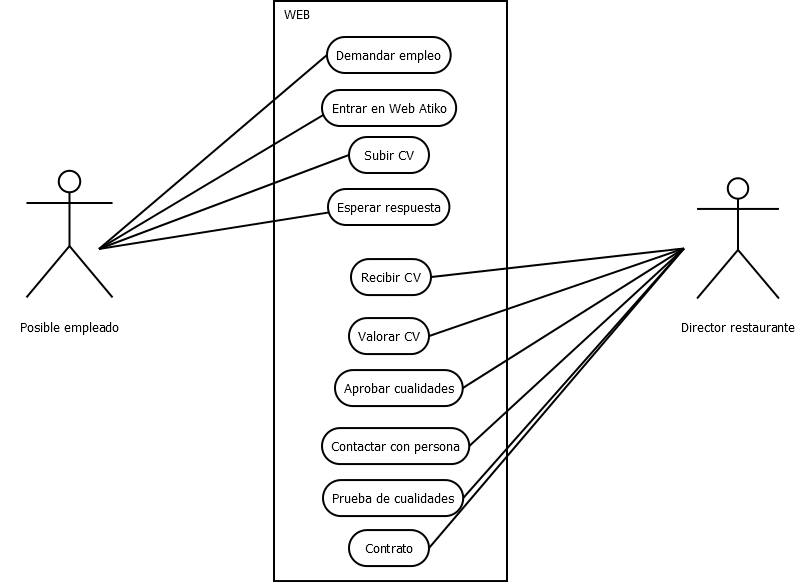 WEB
Demandar empleo
Entrar en Web Atiko
Subir CV
Esperar respuesta
Recibir CV
Posible empleado
Director restaurante
Valorar CV
Aprobar cualidades
Contactar con persona
Prueba de cualidades
Contrato